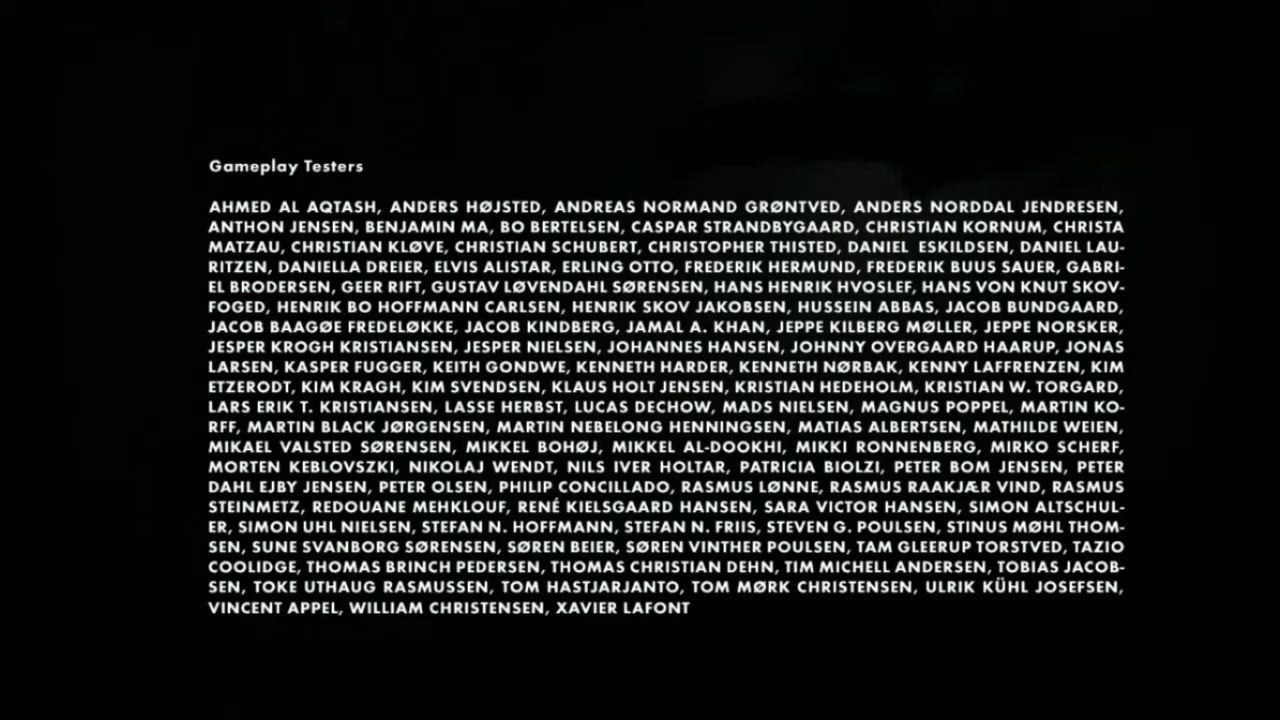 Gameplay Testers
AHMED AL AQTASH, ANDERS HØJSTED, ANDREAS NORMAND GRØNTVED, ANDERS NORDDAL JENDRESEN,
ANTHON JENSEN, BENJAMIN MA, BO BERTELSEN, CASPAR STRANDBYGAARD, CHRISTIAN KORNUM, CHRISTA
MATZAU, CHRISTIAN KLØVE, CHRISTIAN SCHUBERT, CHRISTOPHER THISTED, DANIEL ESKILDSEN, DANIEL LAU-
RITZEN, DANIELLA DREIER, ELVIS ALISTAR, ERLING OTTO, FREDERIK HERMUND, FREDERIK BUUS SAUER, GABRI-
EL BRODERSEN, GEER RIFT, GUSTAV LØVENDAHL SØRENSEN, HANS HENRIK HVOSLEF, HANS VON KNUT SKOV-
FOGED, HENRIK BO HOFFMANN CARLSEN, HENRIK SKOV JAKOBSEN, HUSSEIN ABBAS, JACOB BUNDGAARD,
JACOB BAAGØE FREDELØKKE, JACOB KINDBERG, JAMAL A. KHAN, JEPPE KILBERG MØLLER, JEPPE NORSKER,
JESPER KROGH KRISTIANSEN, JESPER NIELSEN, JOHANNES HANSEN, JOHNNY OVERGAARD HAARUP, JONAS
LARSEN, KASPER FUGGER, KEITH GONDWE, KENNETH HARDER, KENNETH NØRBAK, KENNY LAFFRENZEN, KIM
ETZERODT, KIM KRAGH, KIM SVENDSEN, KLAUS HOLT JENSEN, KRISTIAN HEDEHOLM, KRISTIAN W. TORGARD,
LARS ERIK T. KRISTIANSEN, LASSE HERBST, LUCAS DECHOW, MADS NIELSEN, MAGNUS POPPEL, MARTIN KO-
RFF, MARTIN BLACK JØRGENSEN, MARTIN NEBELONG HENNINGSEN, MATIAS ALBERTSEN, MATHILDE WEIEN,
MIKAEL VALSTED SØRENSEN, MIKKEL BOHØJ, MIKKEL AL-DOOKHI, MIKKI RONNENBERG, MIRKO SCHERF,
MORTEN KEBLOVSZKI, NIKOLAJ WENDT, NILS IVER HOLTAR, PATRICIA BIOLZI, PETER BOM JENSEN, PETER
DAHL EJBY JENSEN, PETER OLSEN, PHILIP CONCILLADO, RASMUS LØNNE, RASMUS RAAKJÆR VIND, RASMUS
STEINMETZ, REDOUANE MEHKLOUF, RENÉ KIELSGAARD HANSEN, SARA VICTOR HANSEN, SIMON ALTSCHUL-
ER, SIMON UHL NIELSEN, STEFAN N. HOFFMANN, STEFAN N. FRIIS, STEVEN G. POULSEN, STINUS MØHL THOM-
SEN, SUNE SVANBORG SØRENSEN, SØREN BEIER, SØREN VINTHER POULSEN, TAM GLEERUP TORSTVED, TAZIO
COOLIDGE, THOMAS BRINCH PEDERSEN, THOMAS CHRISTIAN DEHN, TIM MICHELL ANDERSEN, TOBIAS JACOB-
SEN, TOKE UTHAUG RASMUSSEN, TOM HASTJARJANTO, TOM MØRK CHRISTENSEN, ULRIK KÜHL JOSEFSEN,
VINCENT APPEL, WILLIAM CHRISTENSEN, XAVIER LAFONT